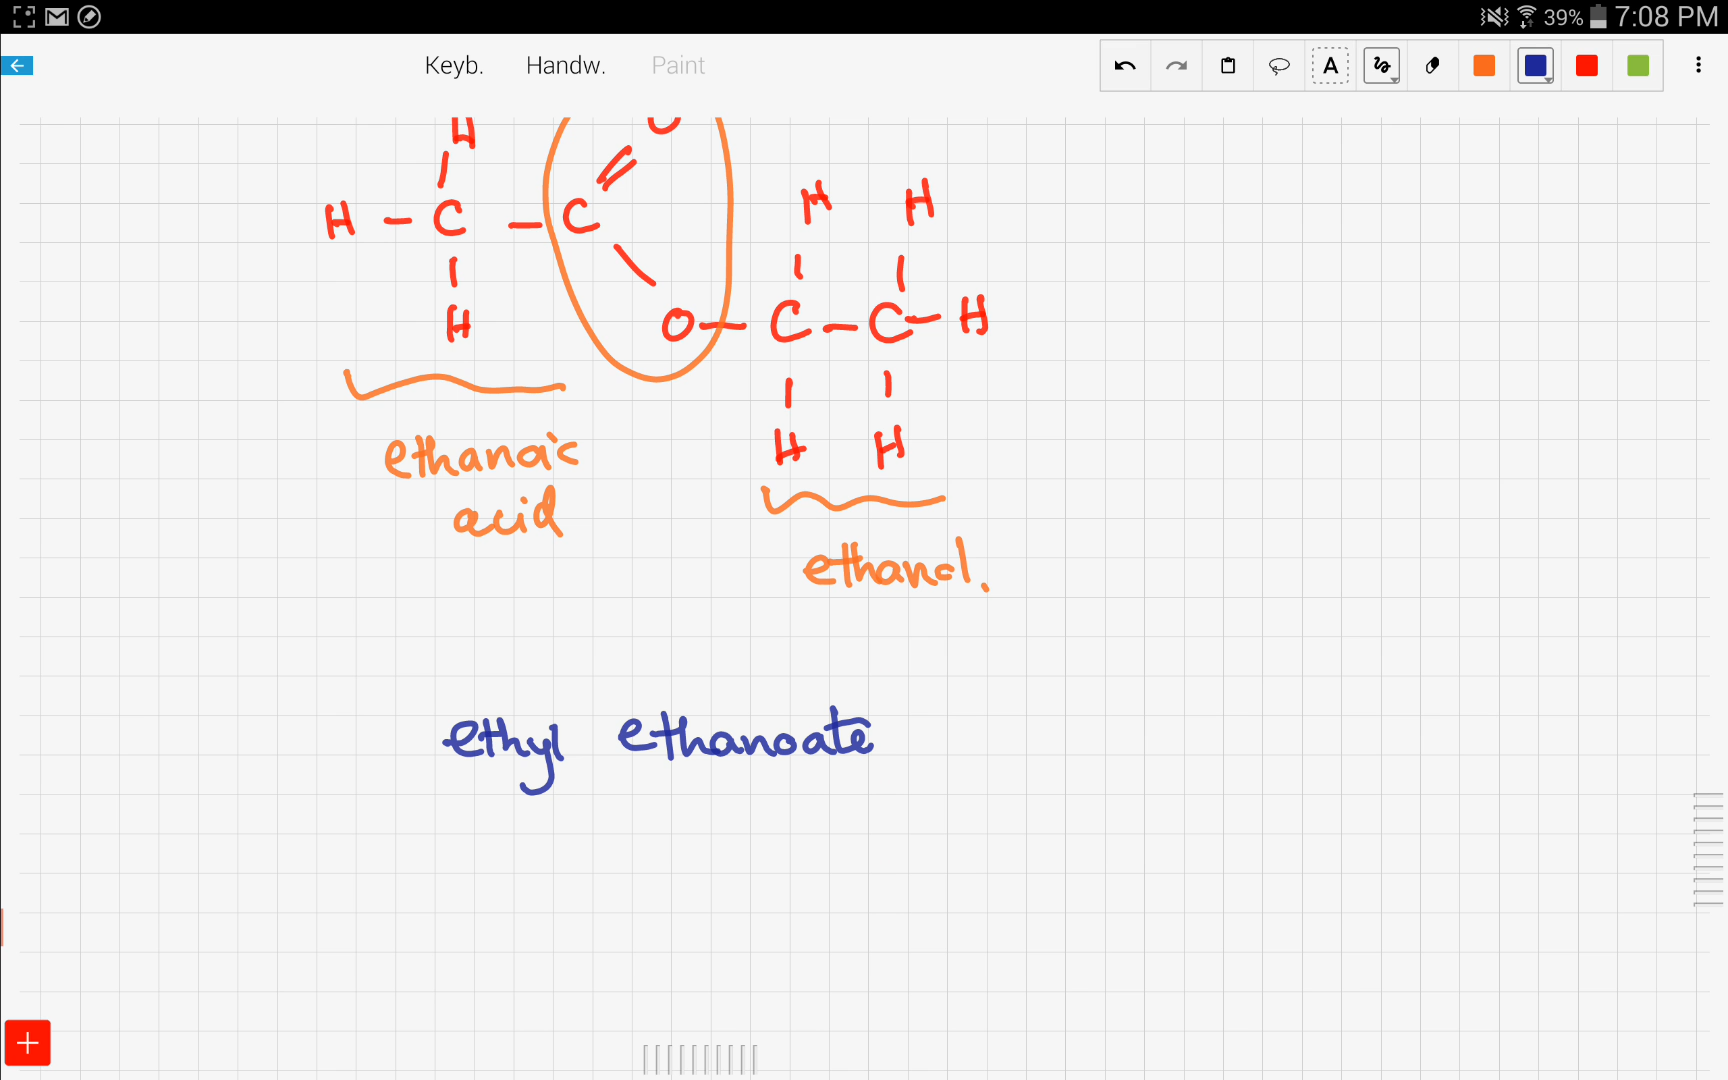 39% 7:08 PM
Keyb. Handw. Paint A
H O
H - C - C H H
H O - C - C - H
H H
ethanoic
acid
ethanol.
ethyl ethanoate